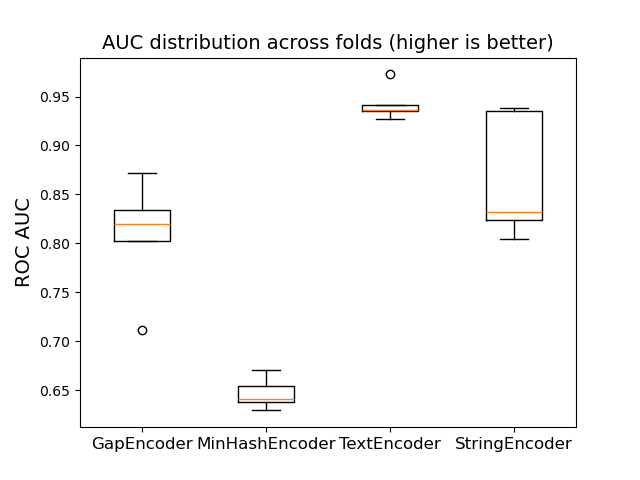 AUC distribution across folds (higher is better)
ROC AUC
0.95
0.90
0.85
0.80
0.75
0.70
0.65
GapEncoder MinHashEncoder TextEncoder StringEncoder